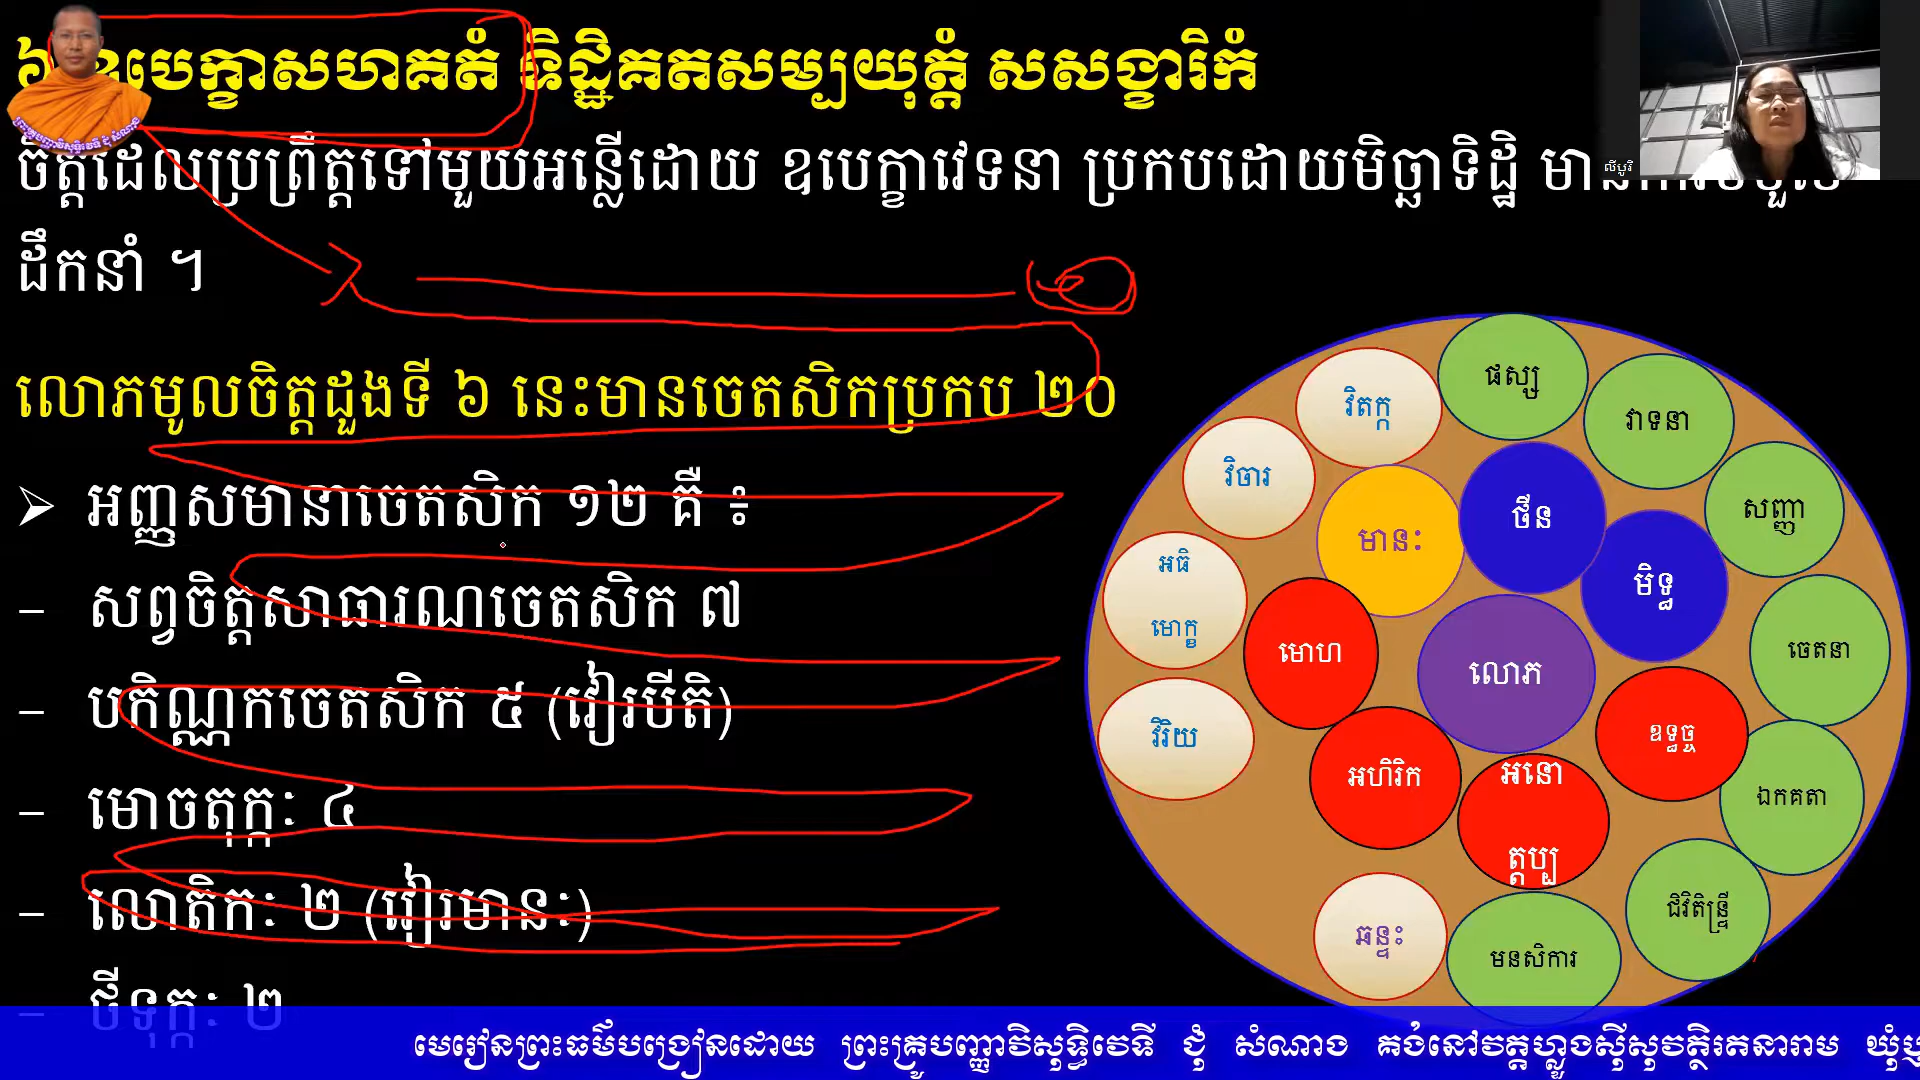 ៦ ឧបេក្ខាសហគតំ ទិដ្ឋិគតសម្បយុត្តំ សសង្ខារិកំ
ចិត្តដែលប្រព្រឹត្តទៅមួយអន្លើដោយ ឧបេក្ខាវេទនា ប្រកបដោយមិច្ឆាទិដ្ឋិ
ដឹកនាំ ។
លោភមូលចិត្តដួងទី ៦ នេះមានចេតសិកប្រកប ២០
➢ អញ្ញសមានាចេតសិក ១២ គឺ ៖
- សព្វចិត្តសាធារណចេតសិក ៧
- បកិណ្ណកចេតសិក ៥ (វៀរបីតិ)
- មោចតុក្កៈ ៤
- លោតិកៈ ២ (វៀរមានៈ)
- ថីទុក្កៈ ២
ផស្ស
វិតក្ក
វាទនា
វិចារ
ថីន
សញ្ញា
មានៈ
មិទ្ធ
អធិ
មោក្ខ
មោហ
លោភ
ចេតនា
វិរិយ
ឧទ្ធច្ច
អហិរិក
អនោ
ត្តប្ប
ឯកគតា
ជិវិតិន្ទ្រី
ឆន្ទះ
មនសិការ
លីបូរិ
មេរៀនព្រះធម៌បង្រៀនដោយ ព្រះគ្រូបញ្ញាវិសុទ្ធិវេទី ជុំ សំណាង គង់នៅវត្តហ្លួងស៊ីសុវត្ថិរតនារាម